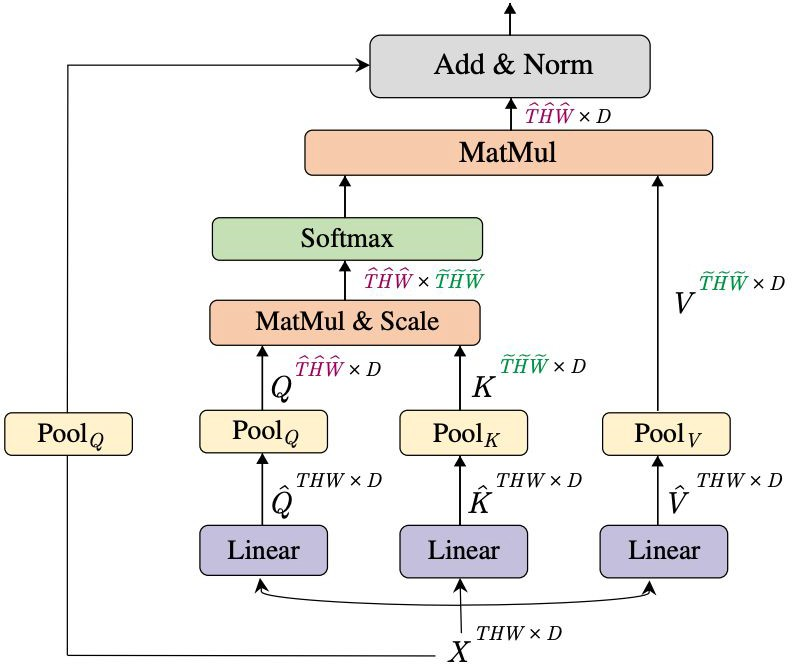 Add & Norm
T̂ĤŴ × D
MatMul
Softmax
T̂ĤŴ × T̃H̃W̃
V T̃H̃W̃ × D
MatMul & Scale
Q T̂ĤŴ × D
K T̃H̃W̃ × D
Pool_Q
Pool_Q
Pool_K
Pool_V
Q̂ THW × D
K̂ THW × D
V̂ THW × D
Linear
Linear
Linear
X THW × D